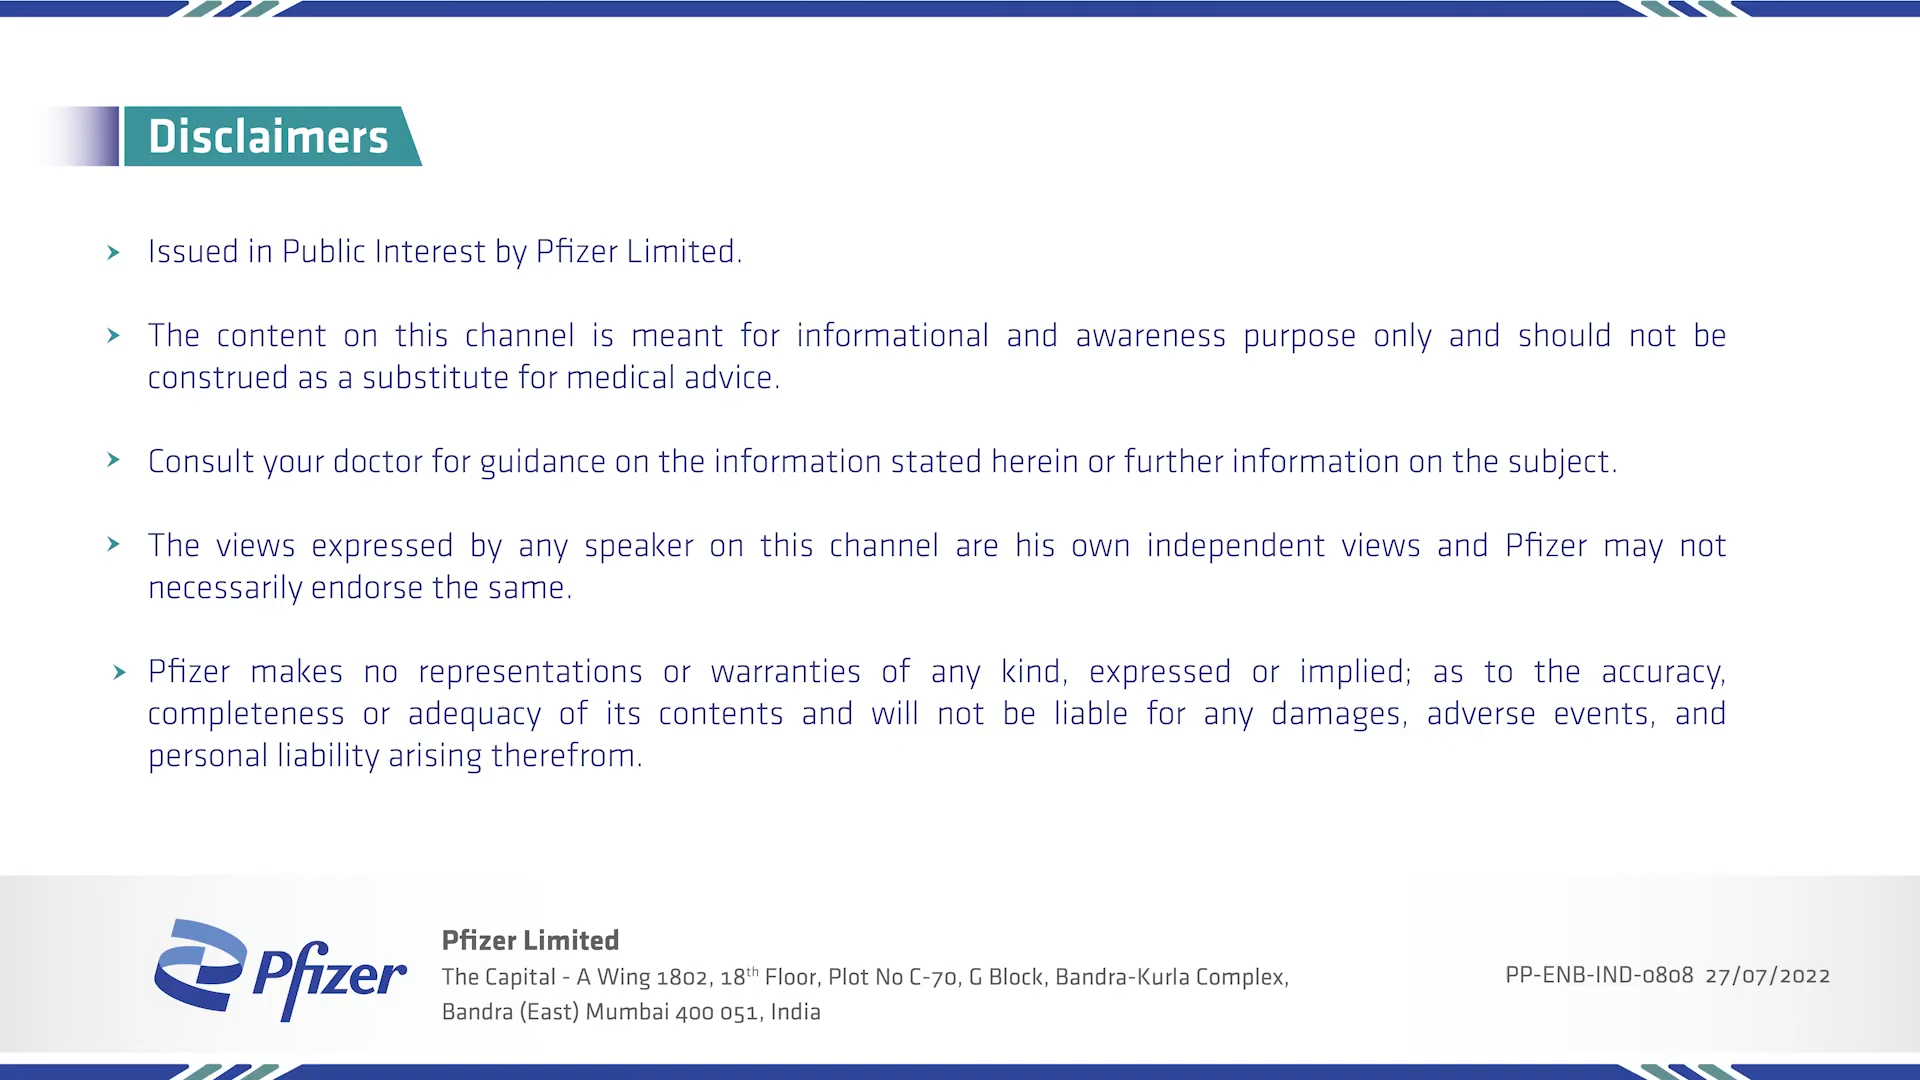 Disclaimers
Issued in Public Interest by Pfizer Limited.
The content on this channel is meant for informational and awareness purpose only and should not be
construed as a substitute for medical advice.
Consult your doctor for guidance on the information stated herein or further information on the subject.
The views expressed by any speaker on this channel are his own independent views and Pfizer may not
necessarily endorse the same.
Pfizer makes no representations or warranties of any kind, expressed or implied; as to the accuracy,
completeness or adequacy of its contents and will not be liable for any damages, adverse events, and
personal liability arising therefrom.
Pfizer
Pfizer Limited
The Capital - A Wing 1802, 18th Floor, Plot No C-70, G Block, Bandra-Kurla Complex,
Bandra (East) Mumbai 400 051, India
PP-ENB-IND-0808 27/07/2022